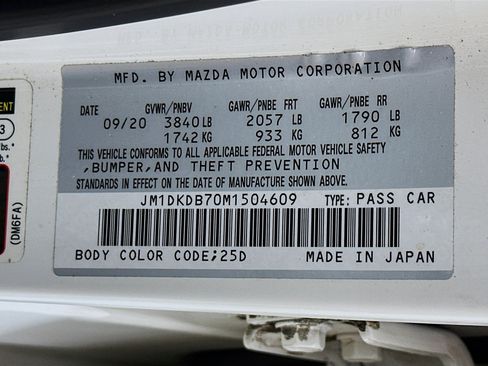 MFD. BY MAZDA MOTOR CORPORATION
DATE GVWR/PNBV GAWR/PNBE FRT GAWR/PNBE RR
09/20 3840 LB 2057 LB 1790 LB
1742 KG 933 KG 812 KG
THIS VEHICLE CONFORMS TO ALL APPLICABLE FEDERAL MOTOR VEHICLE SAFETY
,BUMPER,AND THEFT PREVENTION
STANDARDS IN EFFECT ON THE DATE OF MANUFACTURE SHOWN ABOVE.
JM1DKDB70M1504609 TYPE: PASS CAR
BODY COLOR CODE;25D MADE IN JAPAN
(DM6FA)